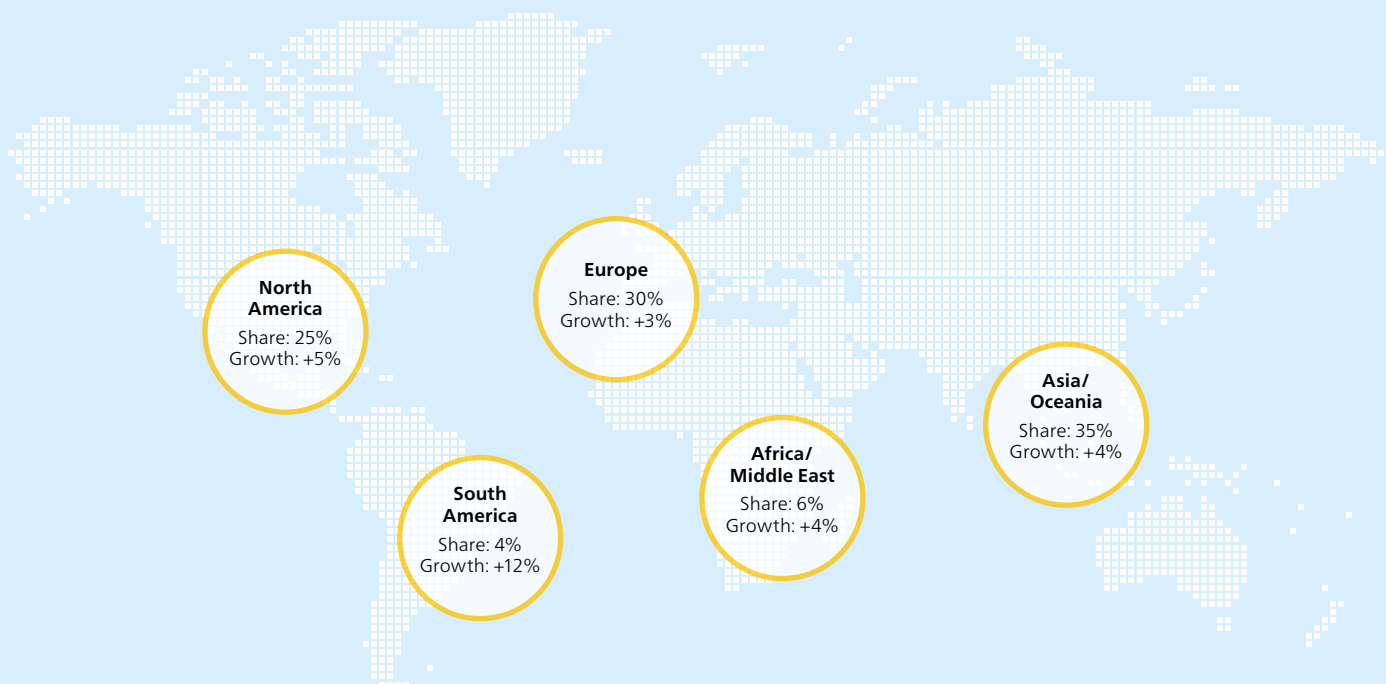 North
America
Share: 25%
Growth: +5%
Europe
Share: 30%
Growth: +3%
Asia/
Oceania
Share: 35%
Growth: +4%
Africa/
Middle East
Share: 6%
Growth: +4%
South
America
Share: 4%
Growth: +12%